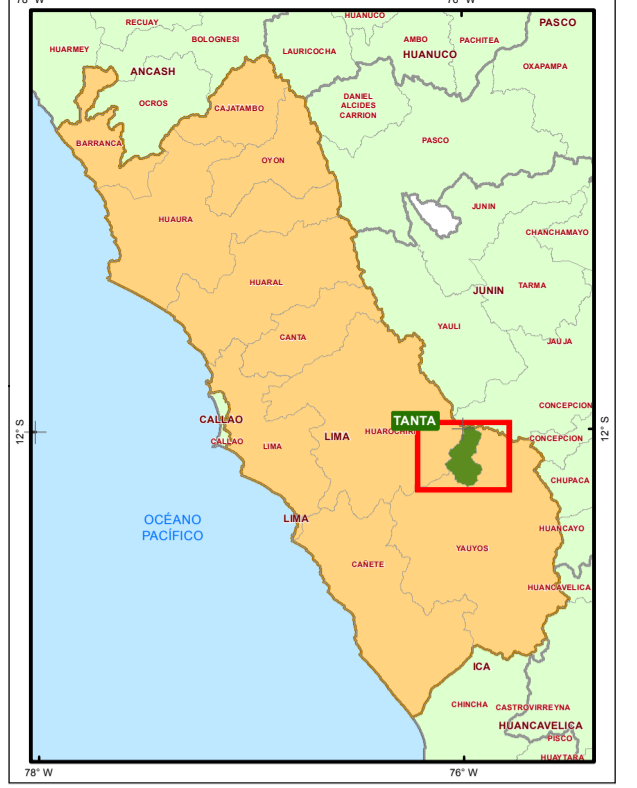 78° W
76° W
HUANUCO
PASCO
RECUAY
BOLOGNESI
AMBO
PACHITEA
HUARMEY
LAURICOCHA
HUANUCO
OXAPAMPA
ANCASH
OCROS
CAJATAMBO
DANIEL
ALCIDES
CARRION
BARRANCA
PASCO
OYON
JUNIN
HUAURA
CHANCHAMAYO
HUARAL
JUNIN
TARMA
YAULI
CANTA
JAUJA
CONCEPCION
CALLAO
TANTA
12° S
12° S
CALLAO
LIMA
LIMA
CONCEPCION
CHUPACA
OCÉANO
PACÍFICO
LIMA
HUANCAYO
YAUYOS
CAÑETE
HUANCAVELICA
ICA
CHINCHA
CASTROVIRREYNA
HUANCAVELICA
PISCO
HUAYTARA
78° W
76° W